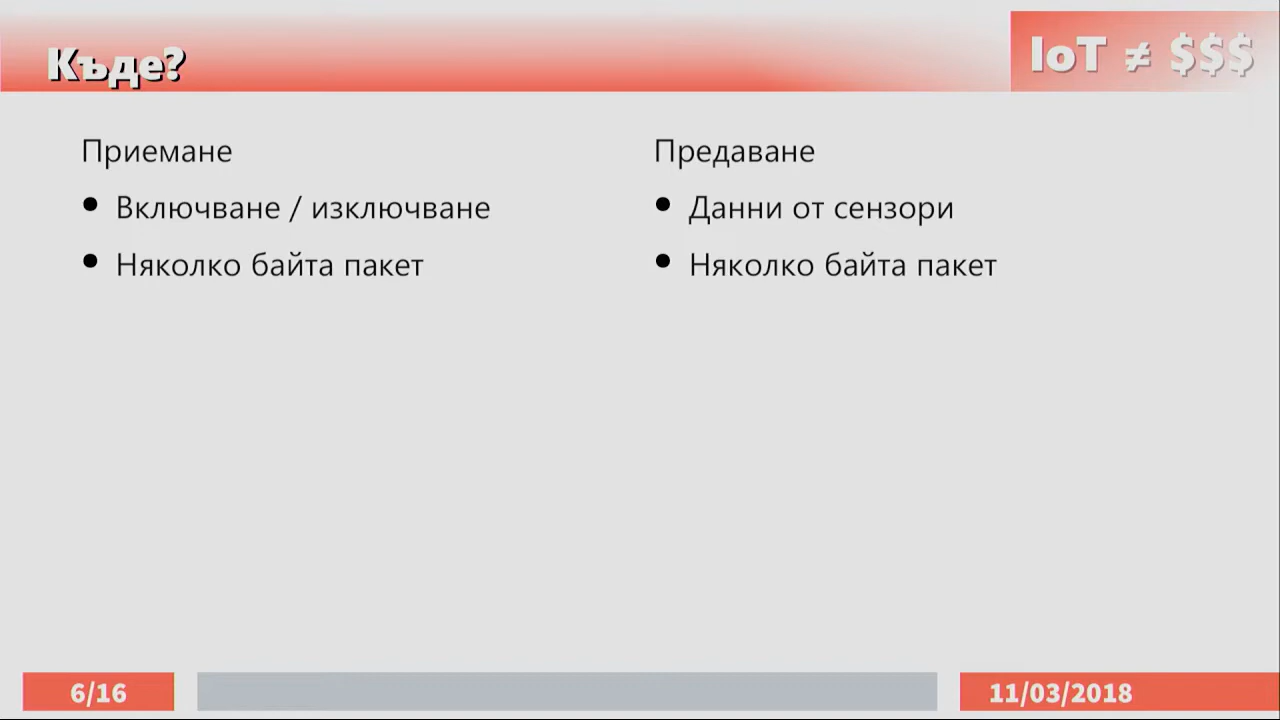 Къде?
IoT ≠ $$$
Приемане
• Включване / изключване
• Няколко байта пакет
Предаване
• Данни от сензори
• Няколко байта пакет
6/16
11/03/2018